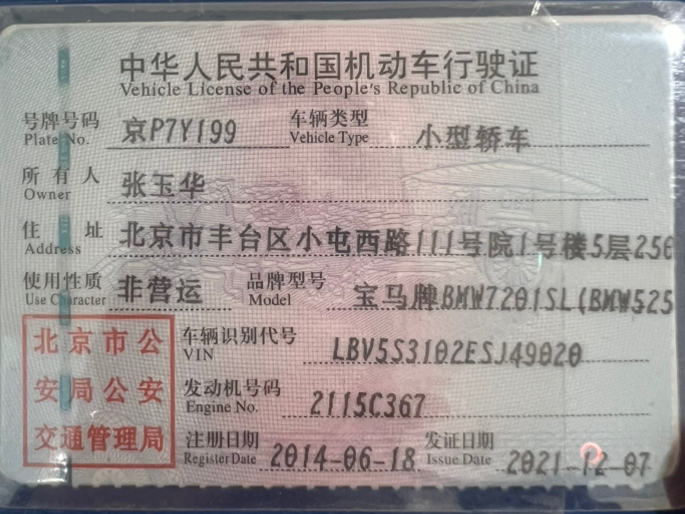 中华人民共和国机动车行驶证
Vehicle License of the People's Republic of China
号牌号码 京P7Y199 车辆类型 小型轿车
Plate No. Vehicle Type
所有人 张玉华
Owner
住址 北京市丰台区小屯西路111号院1号楼5层256
Address
使用性质 非营运 品牌型号 宝马牌BMW7201SL(BMW525
Use Character Model
北京市公
安局公安
交通管理局
车辆识别代号 LBV5S3102ESJ49020
VIN
发动机号码 2115C367
Engine No.
注册日期 2014-06-18 发证日期 2021-12-07
Register Date Issue Date